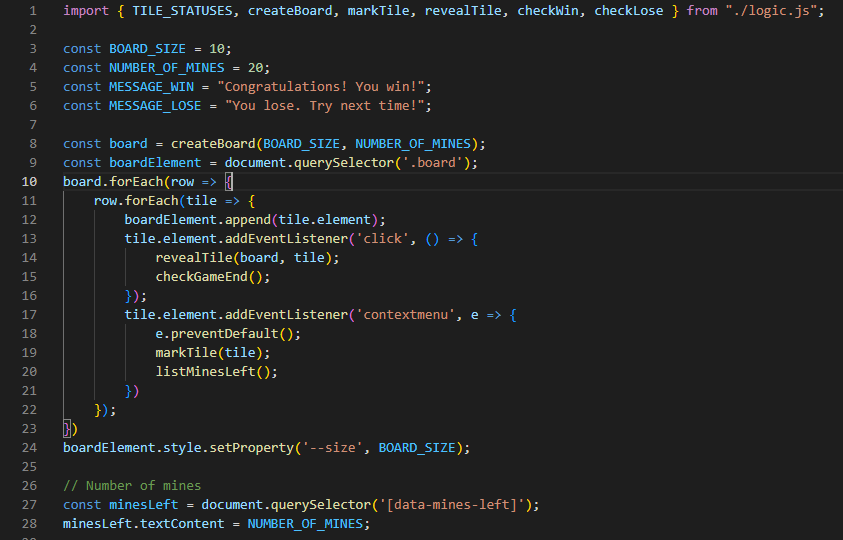 1 import { TILE_STATUSES, createBoard, markTile, revealTile, checkWin, checkLose } from "./logic.js";
2
3 const BOARD_SIZE = 10;
4 const NUMBER_OF_MINES = 20;
5 const MESSAGE_WIN = "Congratulations! You win!";
6 const MESSAGE_LOSE = "You lose. Try next time!";
7
8 const board = createBoard(BOARD_SIZE, NUMBER_OF_MINES);
9 const boardElement = document.querySelector('.board');
10 board.forEach(row => {
11     row.forEach(tile => {
12         boardElement.append(tile.element);
13         tile.element.addEventListener('click', () => {
14             revealTile(board, tile);
15             checkGameEnd();
16         });
17         tile.element.addEventListener('contextmenu', e => {
18             e.preventDefault();
19             markTile(tile);
20             listMinesLeft();
21         })
22     });
23 })
24 boardElement.style.setProperty('--size', BOARD_SIZE);
25
26 // Number of mines
27 const minesLeft = document.querySelector('[data-mines-left]');
28 minesLeft.textContent = NUMBER_OF_MINES;